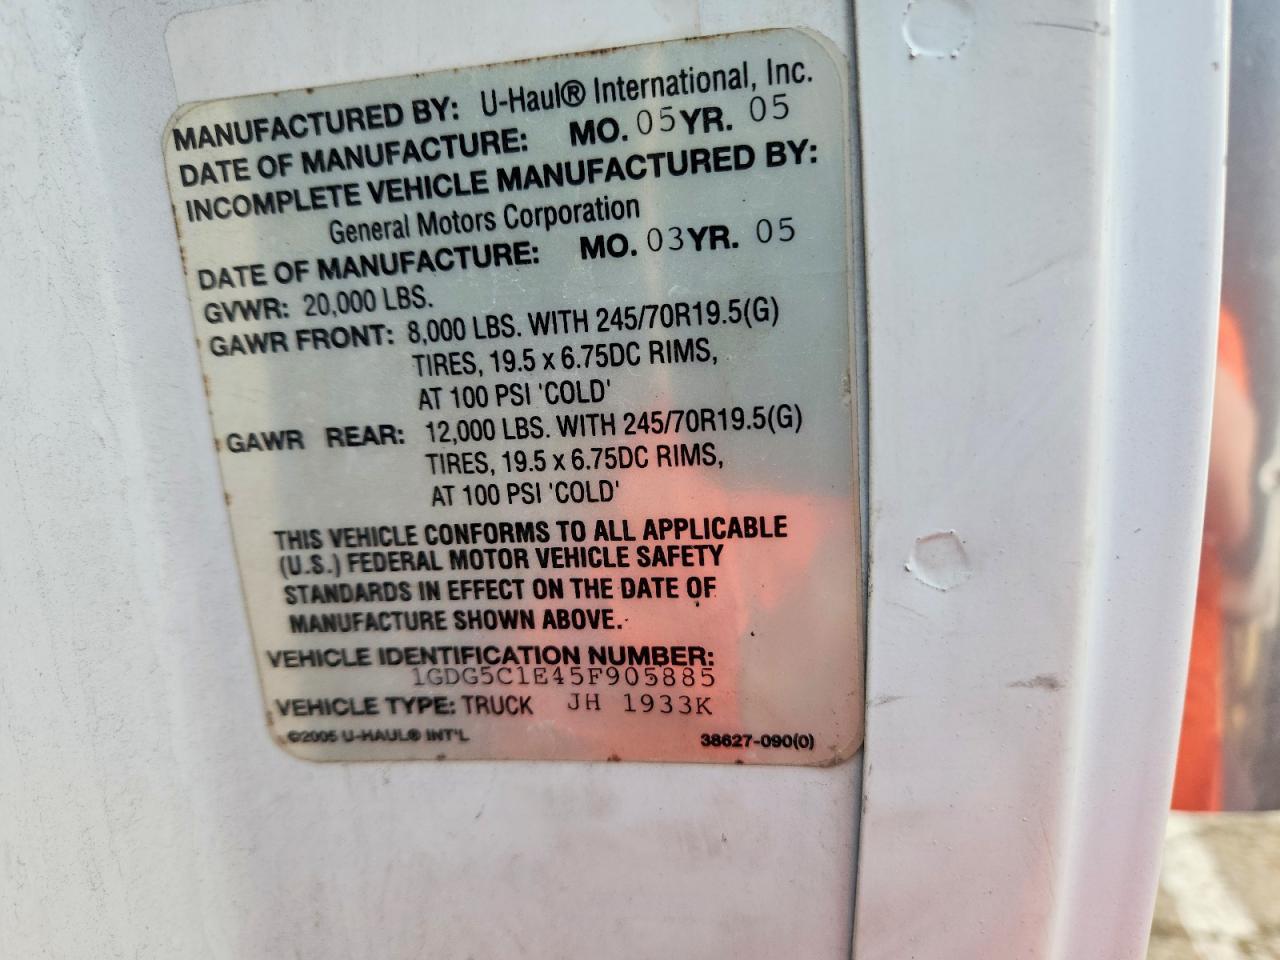 MANUFACTURED BY: U-Haul® International, Inc.
DATE OF MANUFACTURE: MO. 05 YR. 05
INCOMPLETE VEHICLE MANUFACTURED BY:
General Motors Corporation
DATE OF MANUFACTURE: MO. 03 YR. 05
GVWR: 20,000 LBS.
GAWR FRONT: 8,000 LBS. WITH 245/70R19.5(G)
TIRES, 19.5 x 6.75DC RIMS,
AT 100 PSI 'COLD'
GAWR REAR: 12,000 LBS. WITH 245/70R19.5(G)
TIRES, 19.5 x 6.75DC RIMS,
AT 100 PSI 'COLD'
THIS VEHICLE CONFORMS TO ALL APPLICABLE
(U.S.) FEDERAL MOTOR VEHICLE SAFETY
STANDARDS IN EFFECT ON THE DATE OF
MANUFACTURE SHOWN ABOVE.
VEHICLE IDENTIFICATION NUMBER:
1GDG5C1E45F905885
VEHICLE TYPE: TRUCK JH 1933K
©2005 U-HAUL® INT'L 38627-090(0)